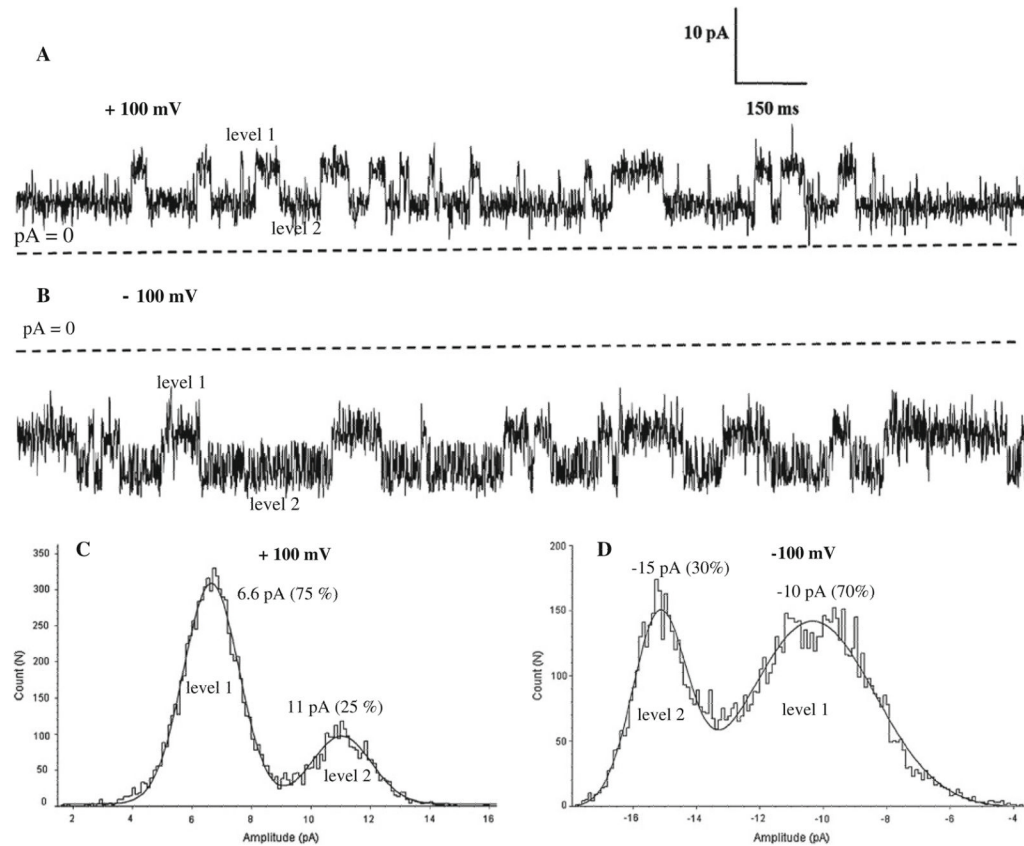 A
10 pA
150 ms
+ 100 mV
level 1
level 2
pA = 0
B
- 100 mV
pA = 0
level 1
level 2
C
+ 100 mV
350
300
250
200
150
100
50
0
Count (N)
6.6 pA (75 %)
level 1
11 pA (25 %)
level 2
2 4 6 8 10 12 14 16
Amplitude (pA)
D
-100 mV
200
150
100
50
0
Count (N)
-15 pA (30%)
-10 pA (70%)
level 2
level 1
-16 -14 -12 -10 -8 -6 -4
Amplitude (pA)